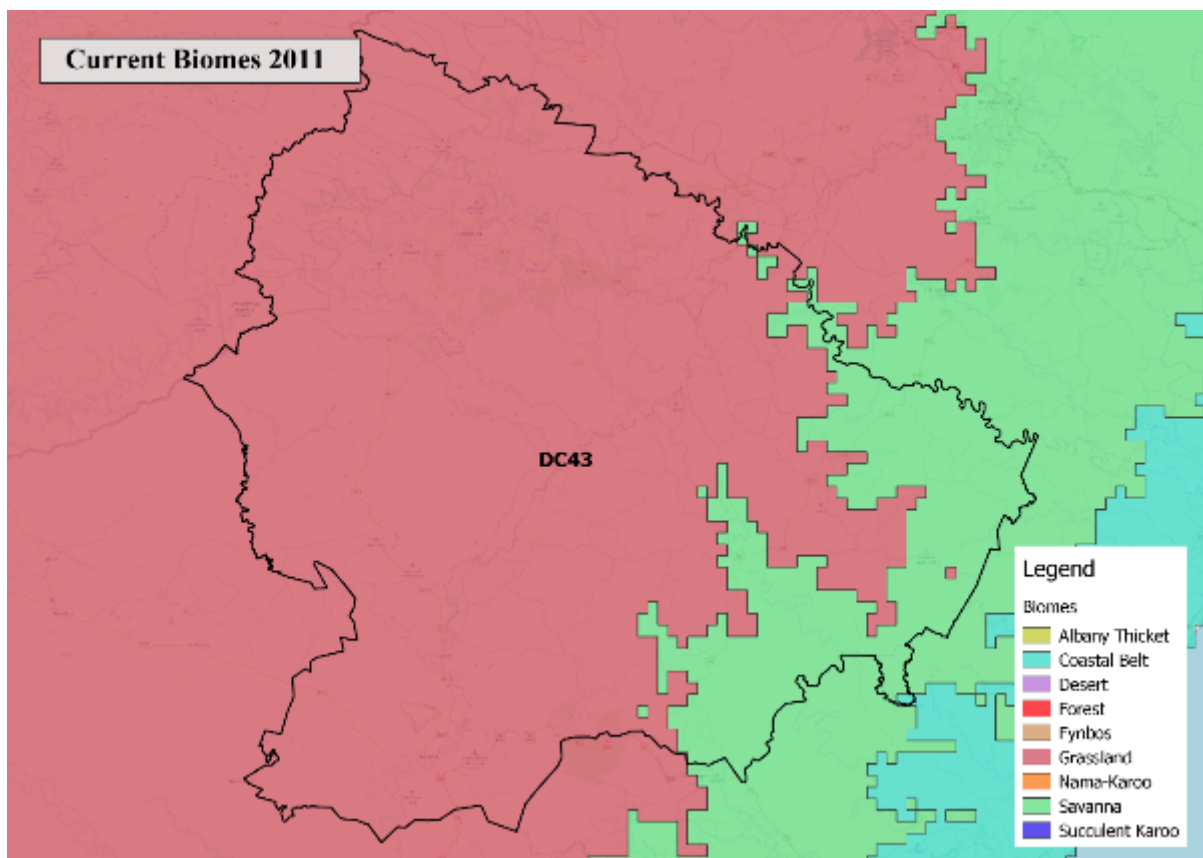 Current Biomes 2011
DC43
Legend
Biomes
Albany Thicket
Coastal Belt
Desert
Forest
Fynbos
Grassland
Nama-Karoo
Savanna
Succulent Karoo